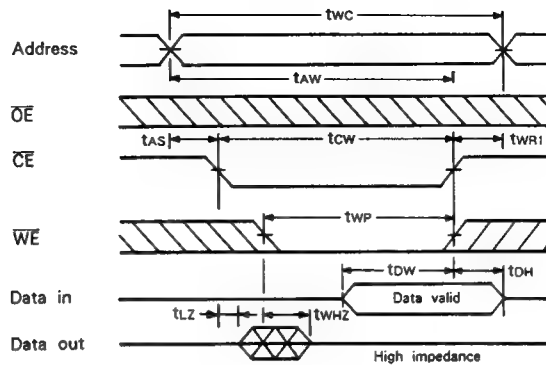 tWC
Address
tAW
OE
tAS tCW tWR1
CE
tWP
WE
tDW tDH
Data in Data valid
tLZ tWHZ
Data out
High impedance